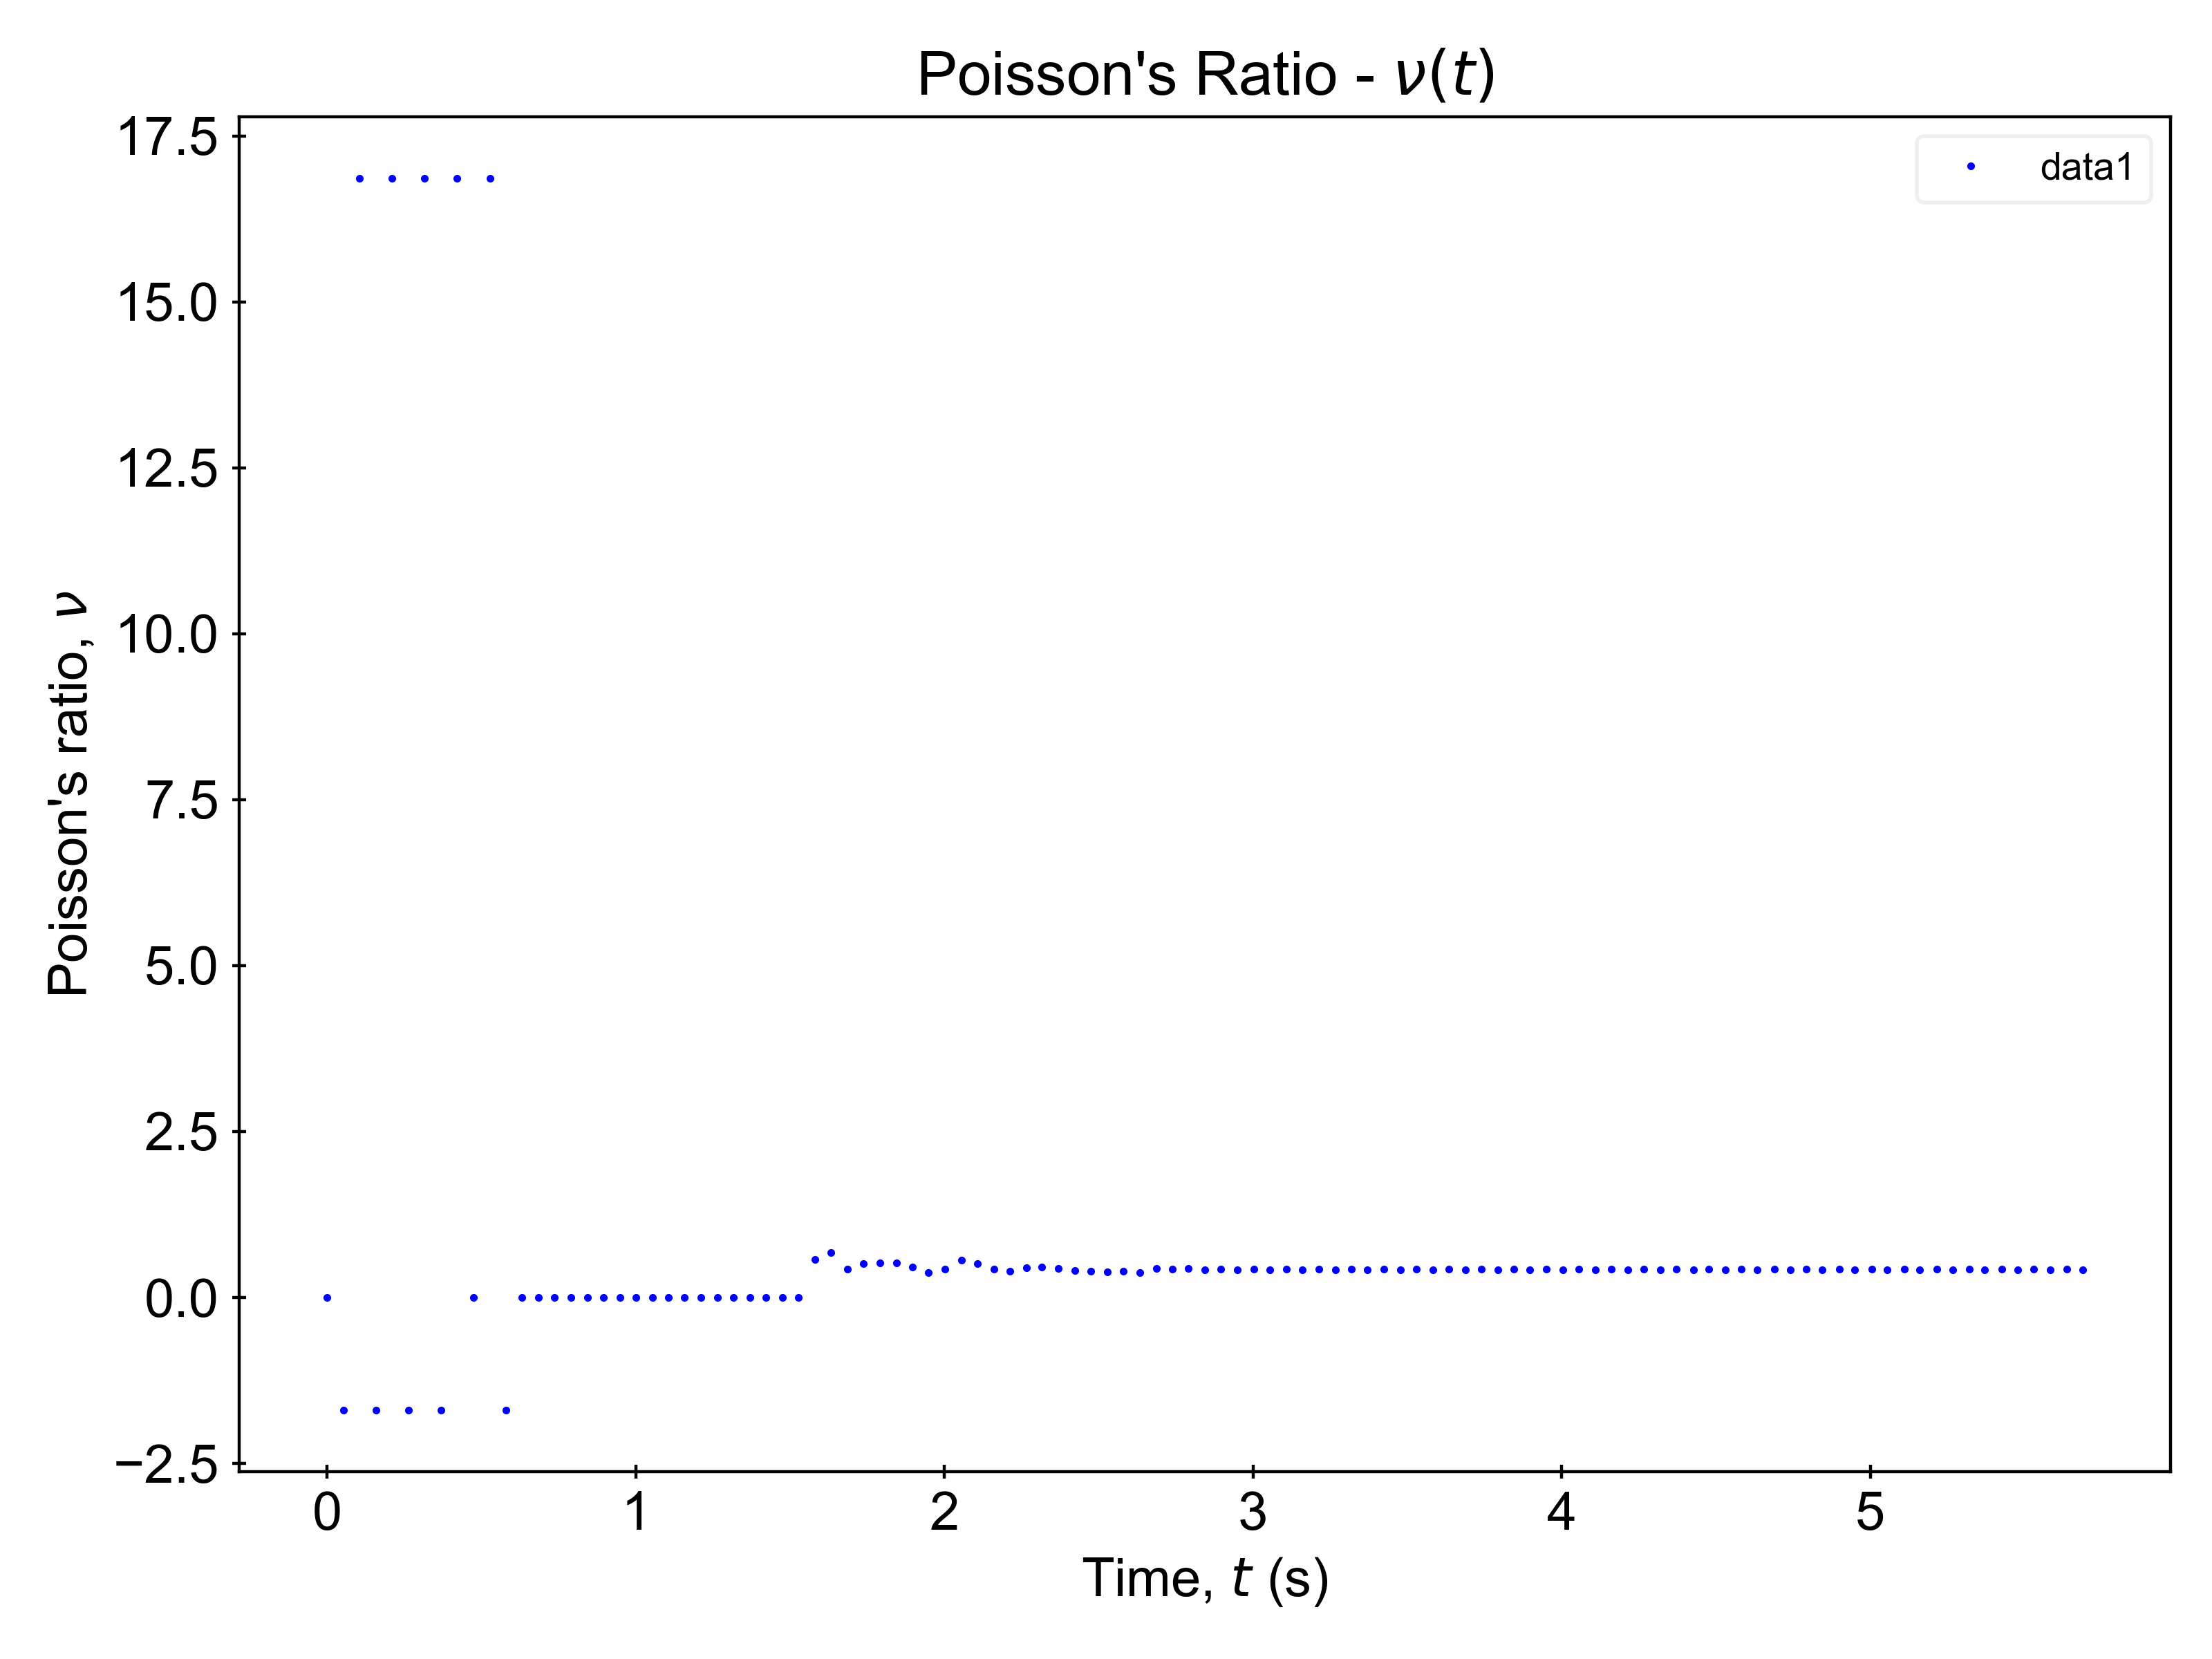 Poisson's Ratio - ν(t)
data1
17.5
15.0
12.5
10.0
7.5
5.0
2.5
0.0
−2.5
Poisson's ratio, ν
0 1 2 3 4 5
Time, t (s)